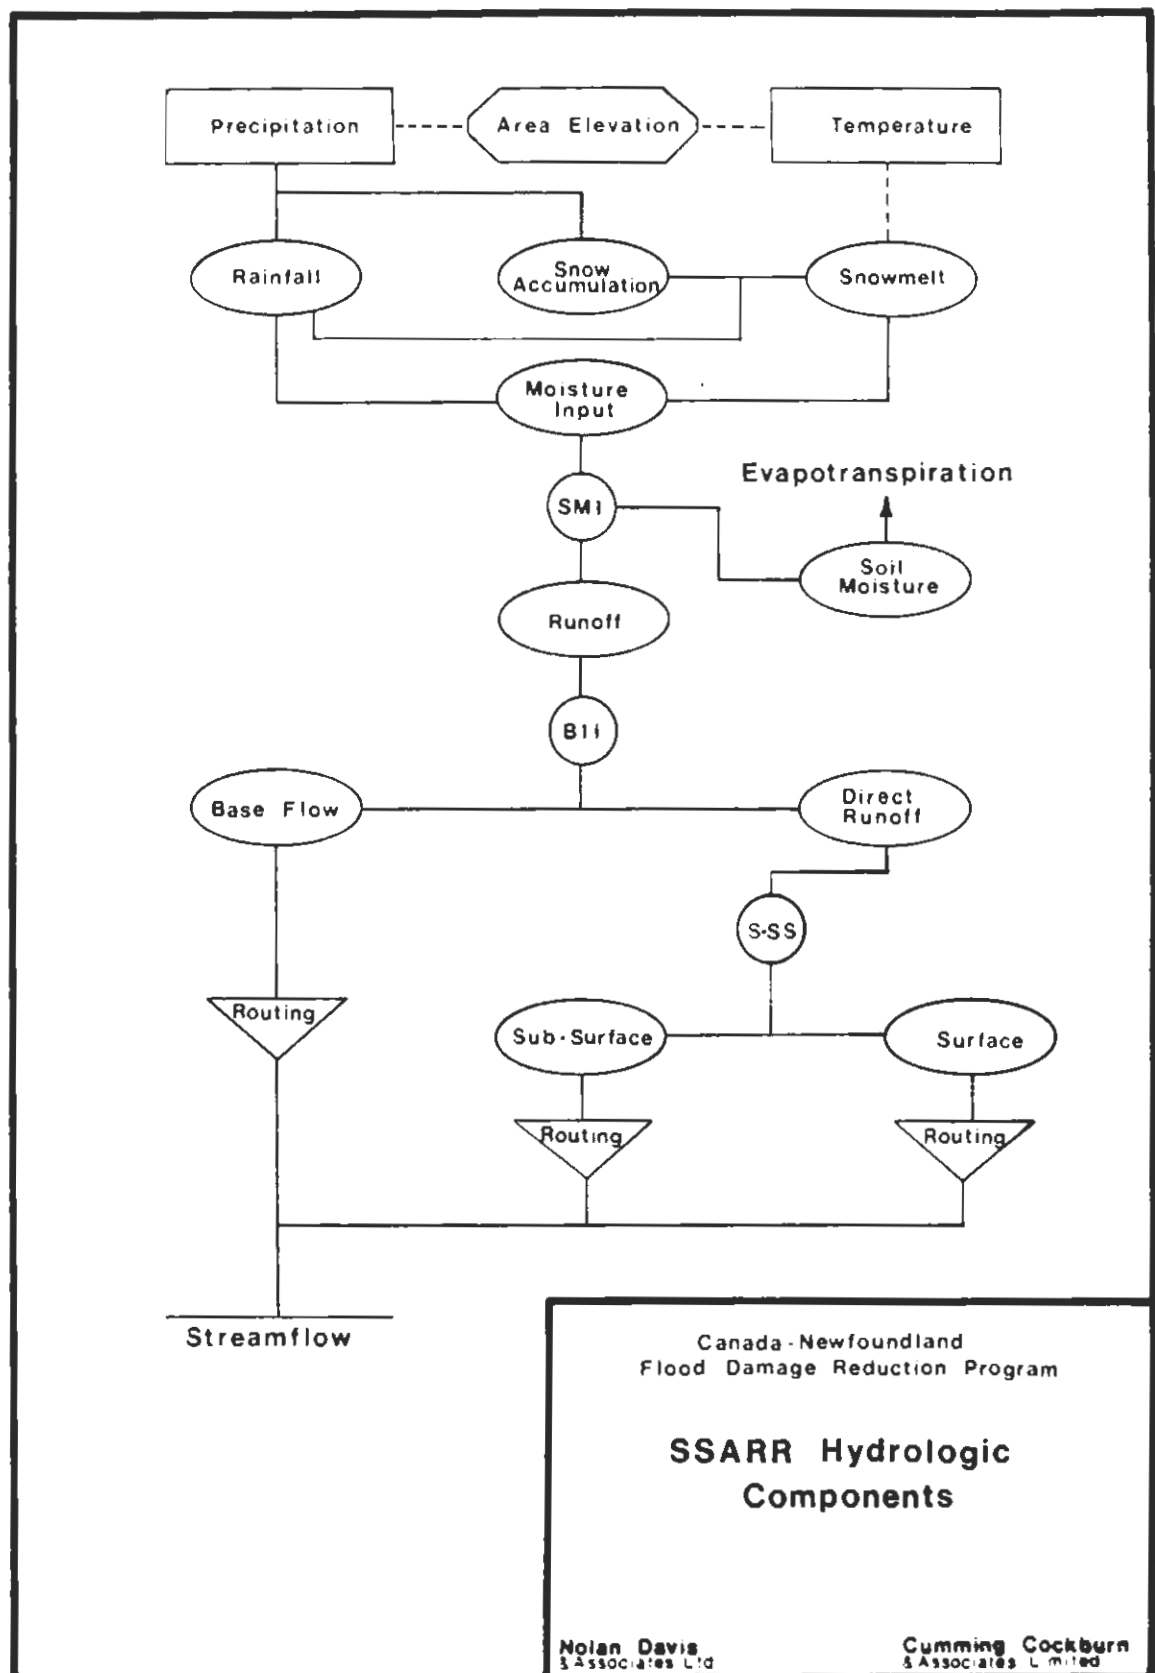 Precipitation
Area Elevation
Temperature
Rainfall
Snow
Accumulation
Snowmelt
Moisture
Input
Evapotranspiration
SMI
Soil
Moisture
Runoff
BII
Base Flow
Direct
Runoff
S-SS
Routing
Sub-Surface
Surface
Routing
Routing
Streamflow
Canada-Newfoundland
Flood Damage Reduction Program
SSARR Hydrologic
Components
Nolan Davis
& Associates Ltd
Cumming Cockburn
& Associates Limited